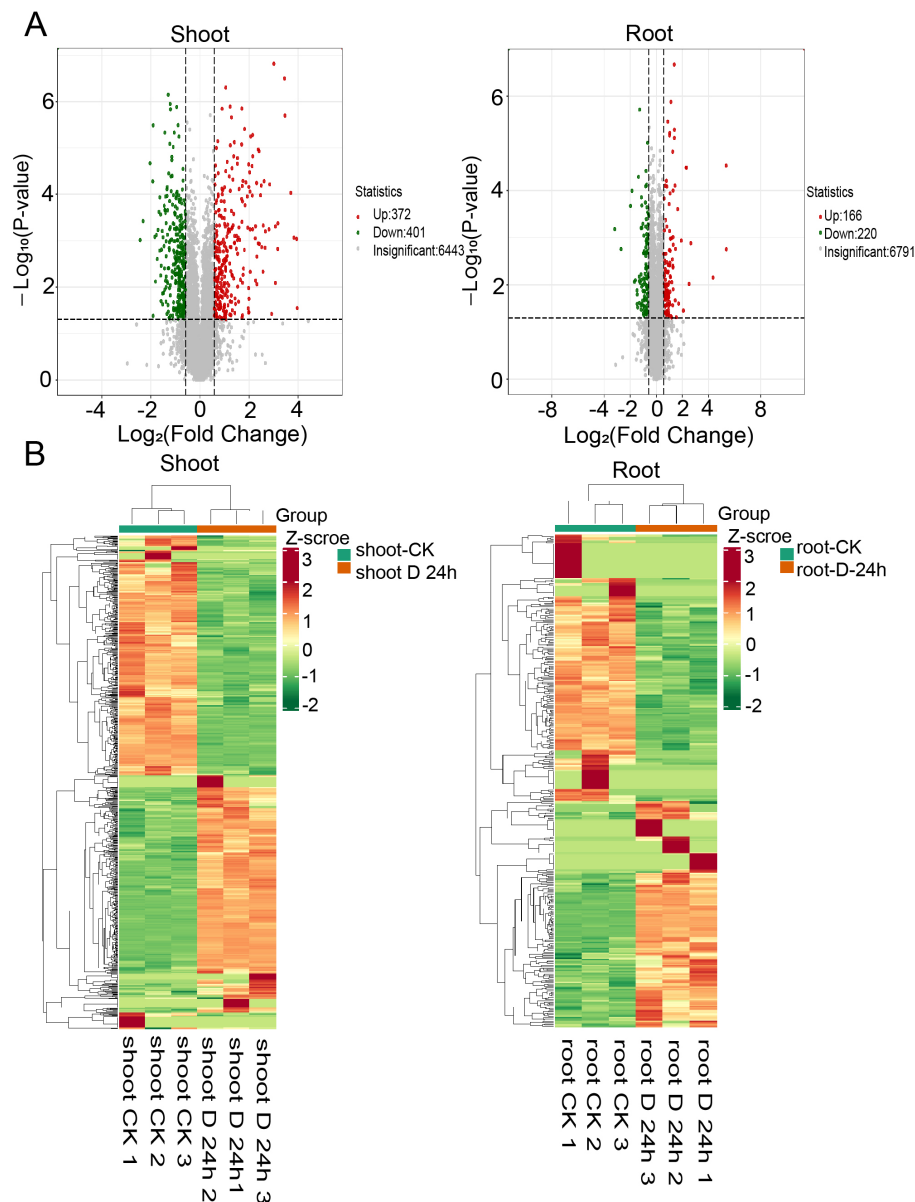 A
Shoot
Root
−Log₁₀(P-value)
6
4
2
0
-4
-2
0
2
4
Log₂(Fold Change)
Statistics
Up:372
Down:401
Insignificant:6443
−Log₁₀(P-value)
6
4
2
0
-8
-4
-2
0
2
4
8
Log₂(Fold Change)
Statistics
Up:166
Down:220
Insignificant:6791
B
Shoot
Group
Z-scroe
shoot-CK
shoot D 24h
3
2
1
0
-1
-2
shoot CK 1
shoot CK 2
shoot CK 3
shoot D 24h 2
shoot D 24h1
shoot D 24h 3
Root
Group
Z-scroe
root-CK
root-D-24h
3
2
1
0
-1
-2
root CK 1
root CK 2
root CK 3
root D 24h 3
root D 24h 2
root D 24h 1